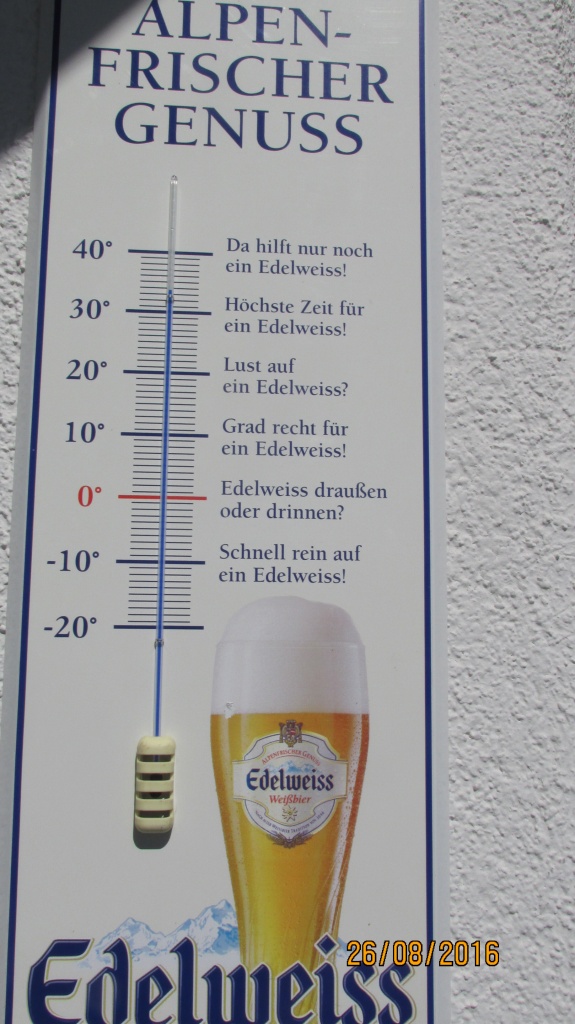 ALPEN-
FRISCHER
GENUSS
40°
Da hilft nur noch
ein Edelweiss!
30°
Höchste Zeit für
ein Edelweiss!
20°
Lust auf
ein Edelweiss?
10°
Grad recht für
ein Edelweiss!
0°
Edelweiss draußen
oder drinnen?
-10°
Schnell rein auf
ein Edelweiss!
-20°
ALPENFRISCHER GENUSS
Edelweiss
Weißbier
Edelweiss
26/08/2016